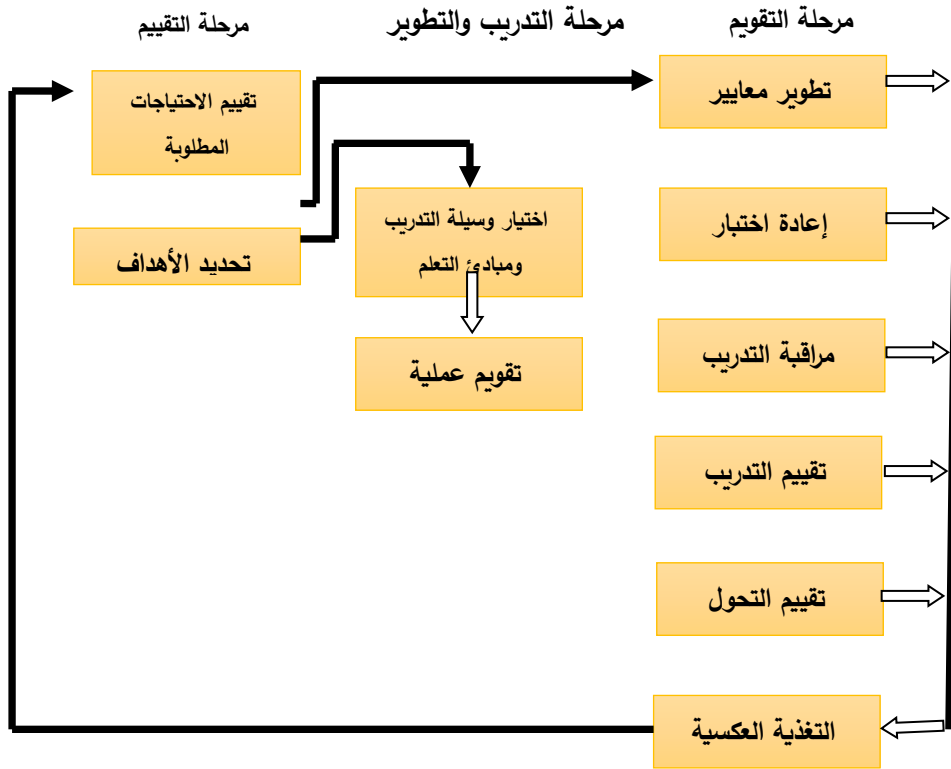 مرحلة التقويم
مرحلة التدريب والتطوير
مرحلة التقييم
تطوير معايير
تقييم الاحتياجات
المطلوبة
إعادة اختبار
اختيار وسيلة التدريب
ومبادئ التعلم
تحديد الأهداف
مراقبة التدريب
تقويم عملية
تقييم التدريب
تقييم التحول
التغذية العكسية